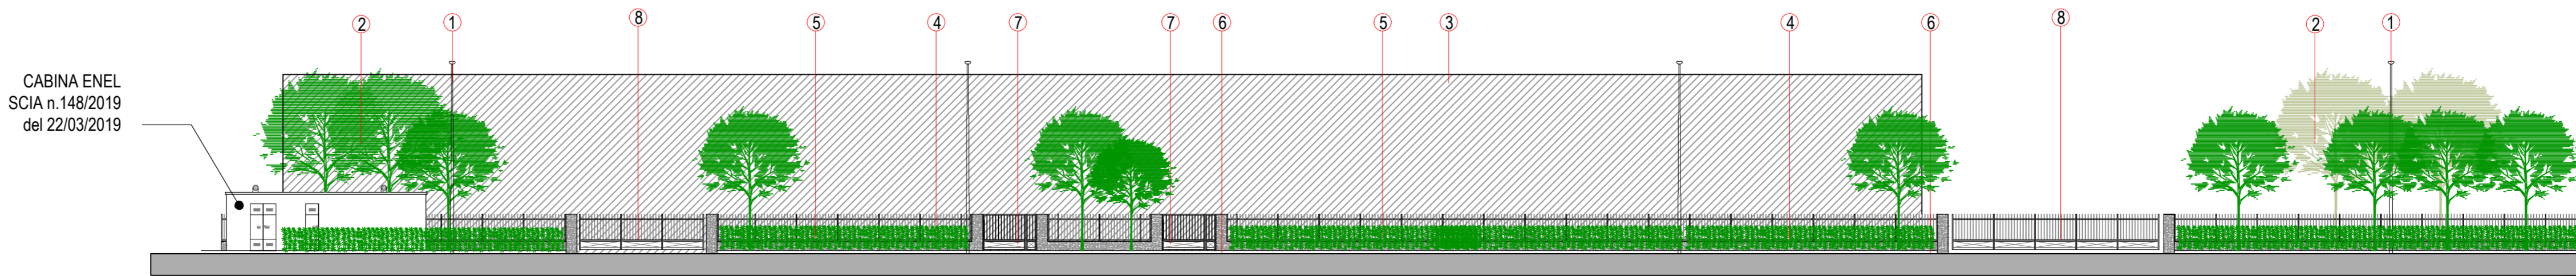 2 1 8 5 4 7 7 6 5 3 4 6 8 2 1
CABINA ENEL
SCIA n.148/2019
del 22/03/2019